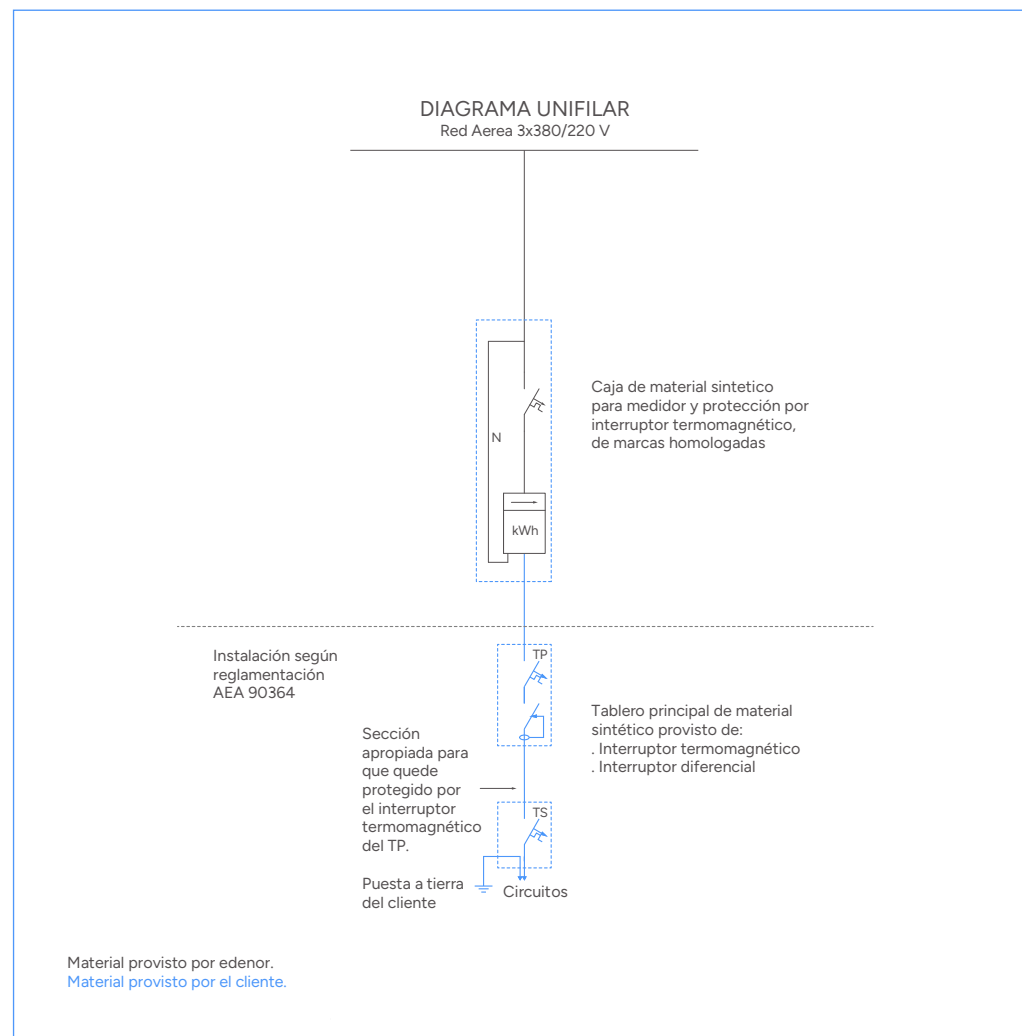 DIAGRAMA UNIFILAR
Red Aerea 3x380/220 V
Caja de material sintetico
para medidor y protección por
interruptor termomagnético,
de marcas homologadas
N
kWh
Instalación según
reglamentación
AEA 90364
TP
Tablero principal de material
sintético provisto de:
. Interruptor termomagnético
. Interruptor diferencial
Sección
apropiada para
que quede
protegido por
el interruptor
termomagnético
del TP.
TS
Puesta a tierra
del cliente
Circuitos
Material provisto por edenor.
Material provisto por el cliente.